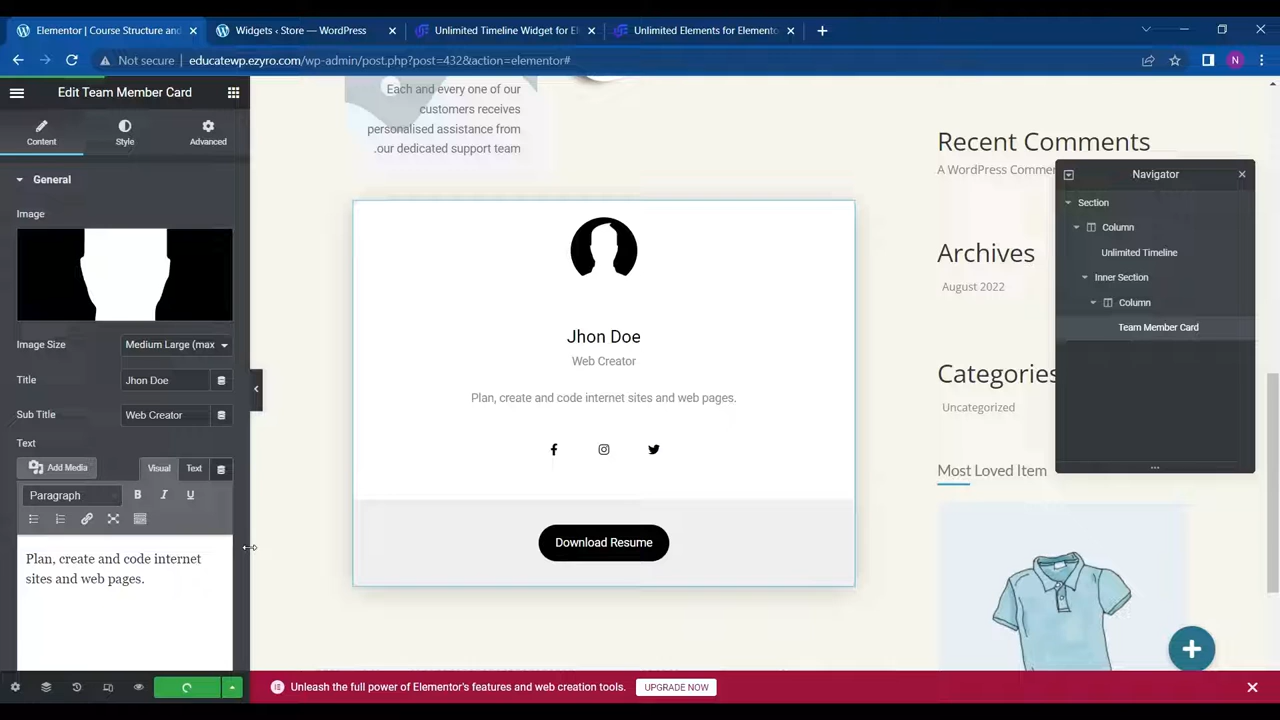 Elementor | Course Structure and
Widgets ‹ Store — WordPress
Unlimited Timeline Widget for El
Unlimited Elements for Elemento
Not secure
educatewp.ezyro.com/wp-admin/post.php?post=432&action=elementor#
N
Edit Team Member Card
Content
Style
Advanced
General
Image
Image Size
Medium Large (max
Title
Jhon Doe
Sub Title
Web Creator
Text
Add Media
Visual
Text
Paragraph
B
I
U
Plan, create and code internet
sites and web pages.
Each and every one of our
customers receives
personalised assistance from
.our dedicated support team
Jhon Doe
Web Creator
Plan, create and code internet sites and web pages.
Download Resume
Recent Comments
A WordPress Commen
Archives
August 2022
Categories
Uncategorized
Most Loved Item
Navigator
Section
Column
Unlimited Timeline
Inner Section
Column
Team Member Card
Unleash the full power of Elementor's features and web creation tools.
UPGRADE NOW